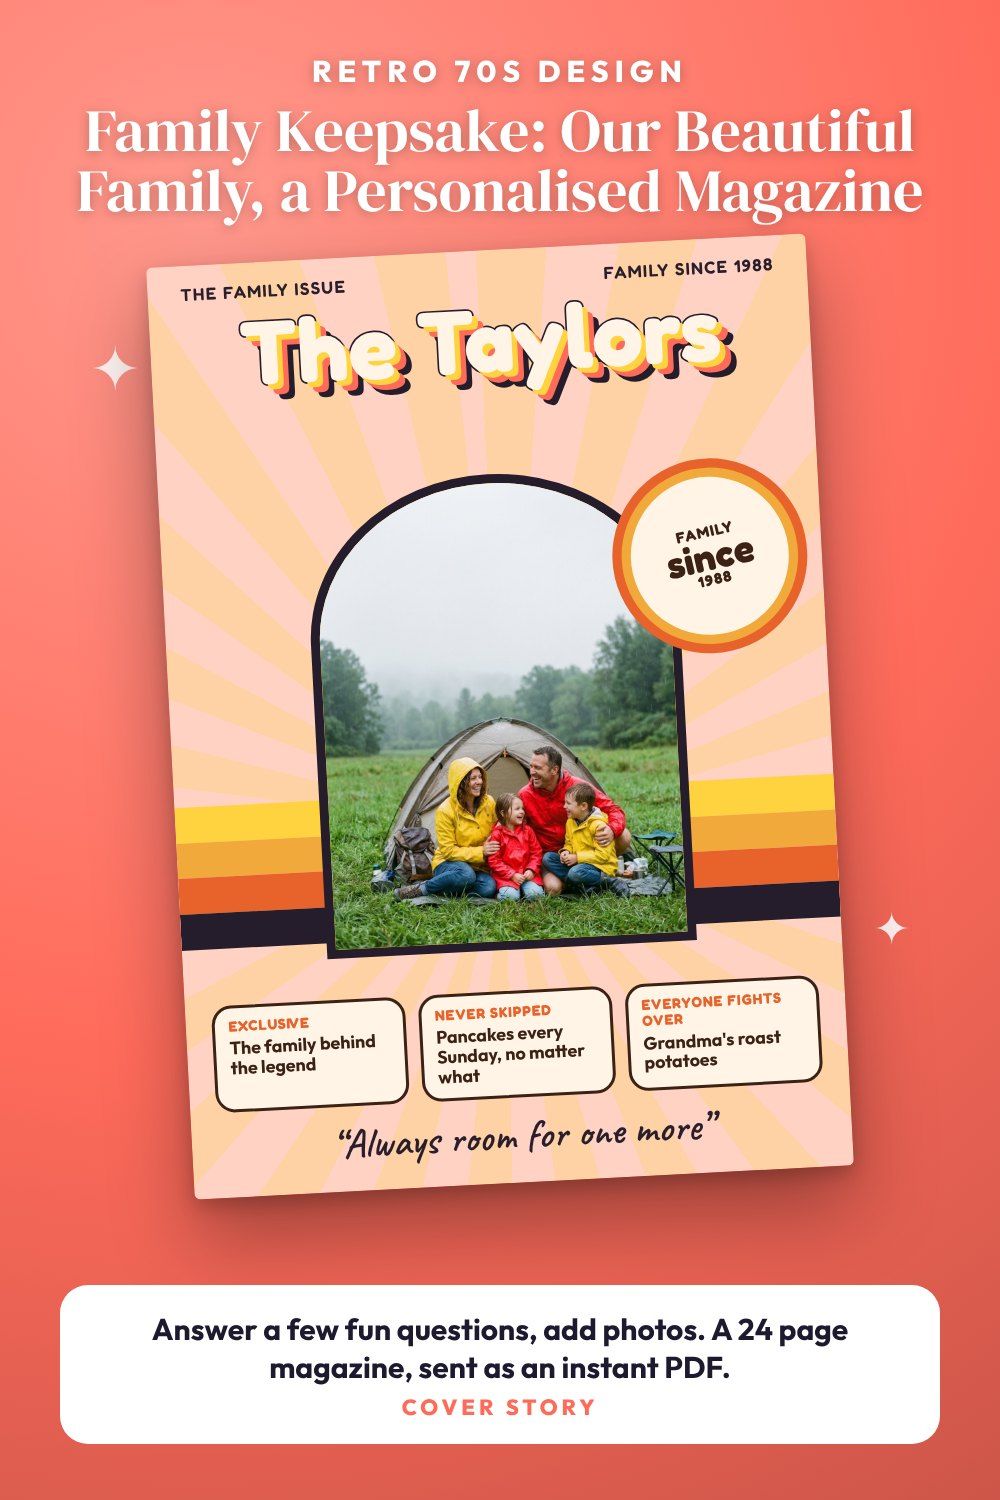 RETRO 70S DESIGN
Family Keepsake: Our Beautiful
Family, a Personalised Magazine
THE FAMILY ISSUE
FAMILY SINCE 1988
The Taylors
FAMILY
since
1988
EXCLUSIVE
The family behind
the legend
NEVER SKIPPED
Pancakes every
Sunday, no matter
what
EVERYONE FIGHTS
OVER
Grandma's roast
potatoes
“Always room for one more”
Answer a few fun questions, add photos. A 24 page
magazine, sent as an instant PDF.
COVER STORY